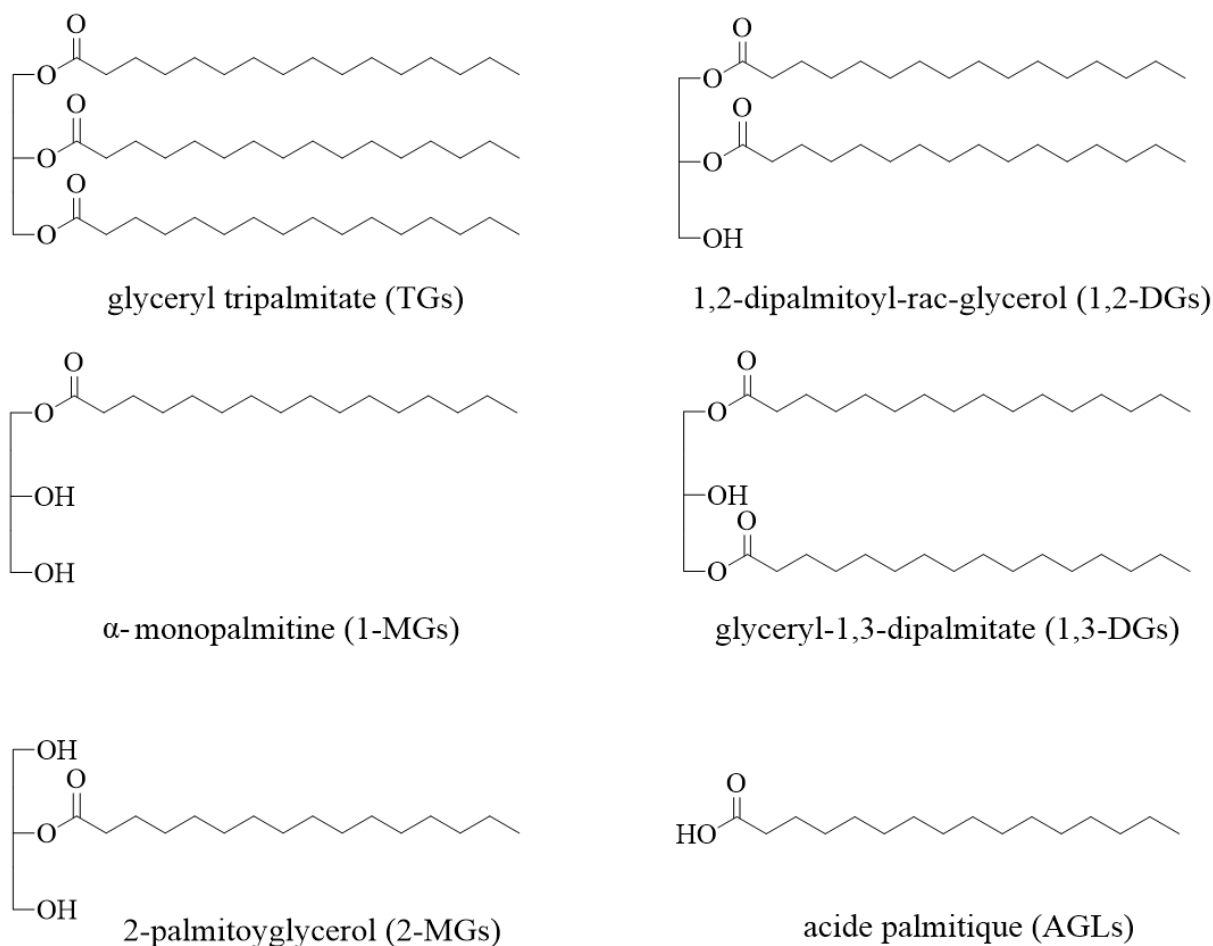 O
O
O
O
O
O
O
O
O
O
OH
glyceryl tripalmitate (TGs)
1,2-dipalmitoyl-rac-glycerol (1,2-DGs)
O
O
OH
OH
O
O
OH
O
O
α- monopalmitine (1-MGs)
glyceryl-1,3-dipalmitate (1,3-DGs)
OH
O
O
OH
O
HO
2-palmitoyglycerol (2-MGs)
acide palmitique (AGLs)